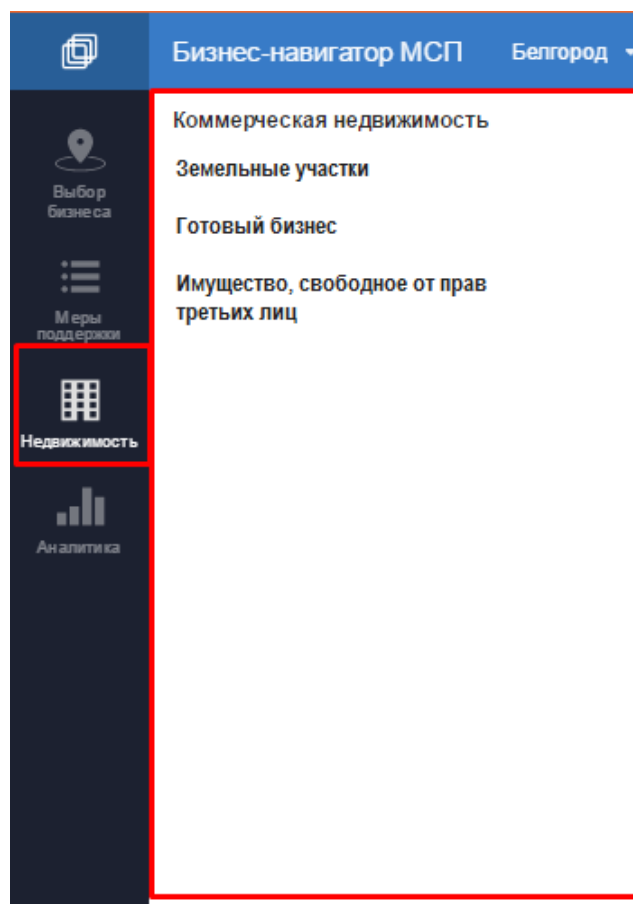 Бизнес-навигатор МСП Белгород
Выбор
бизнеса
Меры
поддержки
Недвижимость
Аналитика
Коммерческая недвижимость
Земельные участки
Готовый бизнес
Имущество, свободное от прав
третьих лиц